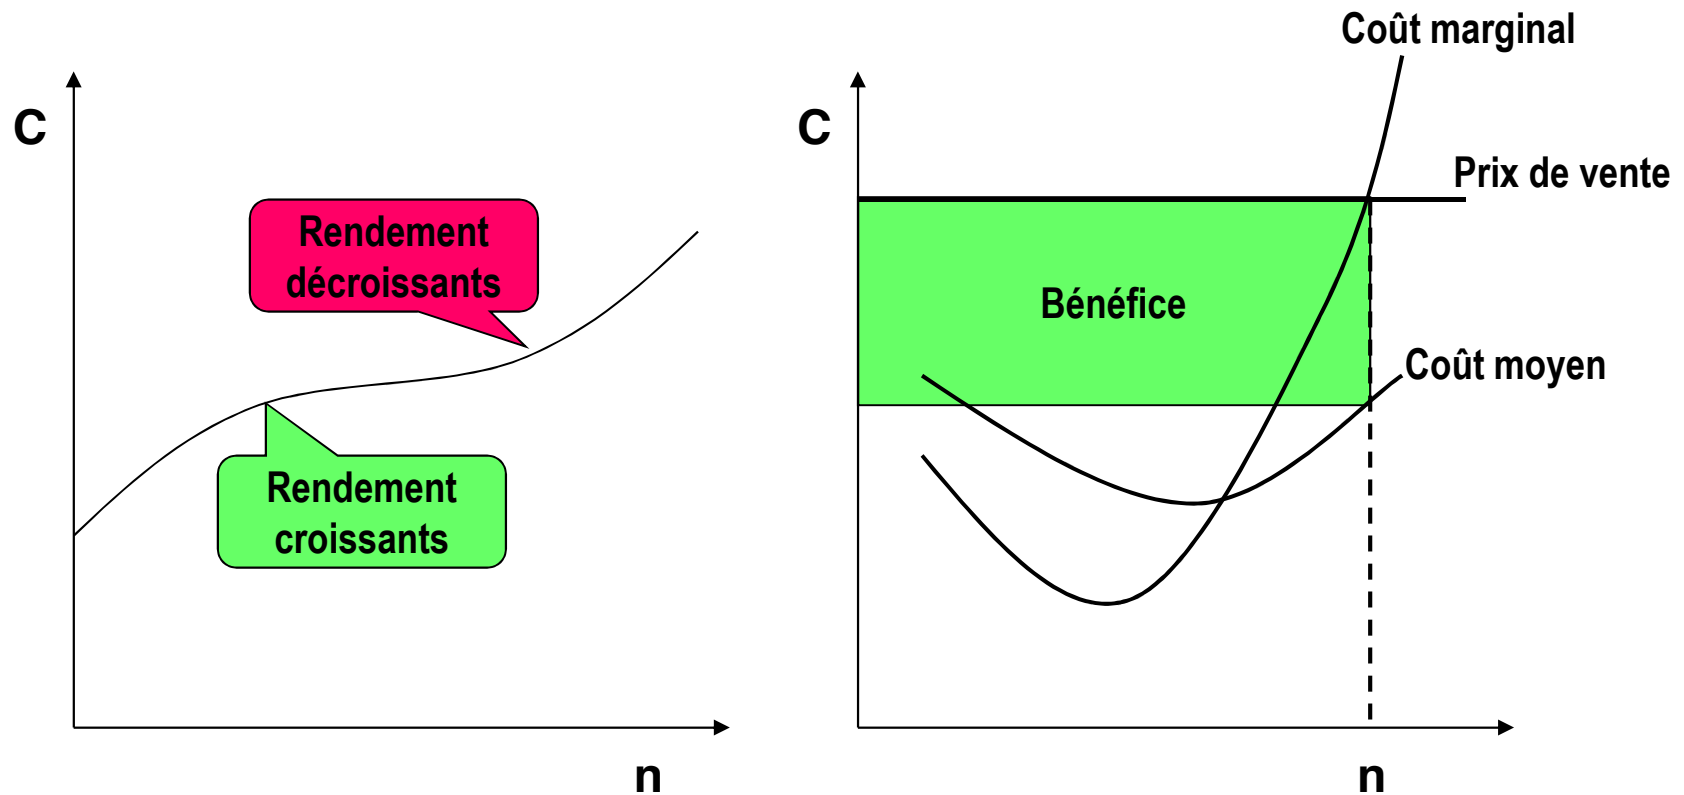 C
Rendement
décroissants
Rendement
croissants
n
Coût marginal
C
Prix de vente
Bénéfice
Coût moyen
n